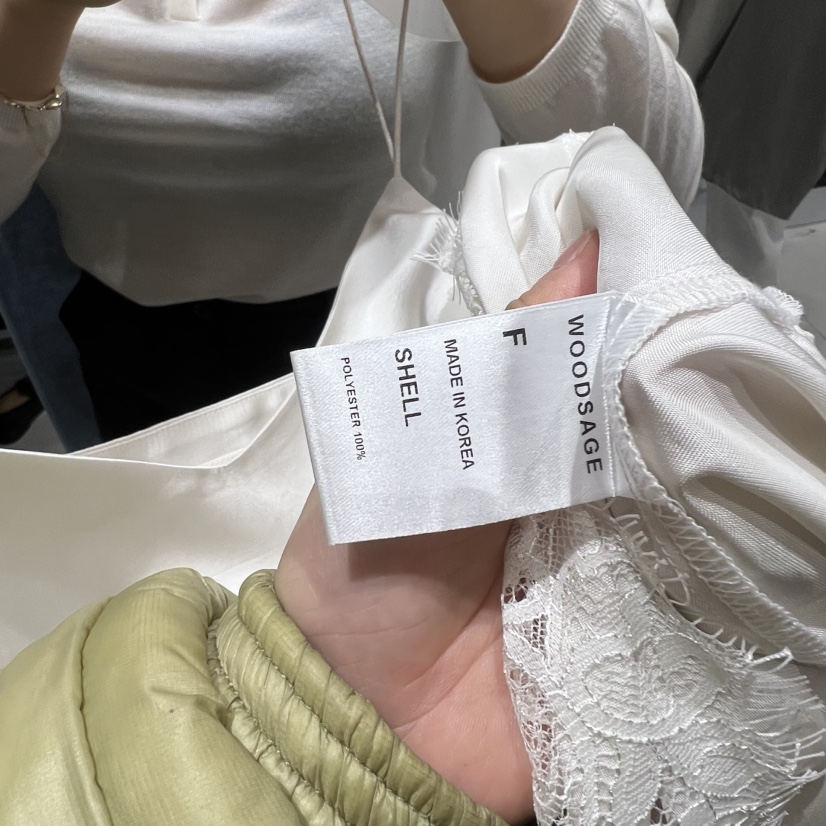 WOODSAGE
F
MADE IN KOREA
SHELL
POLYESTER 100%